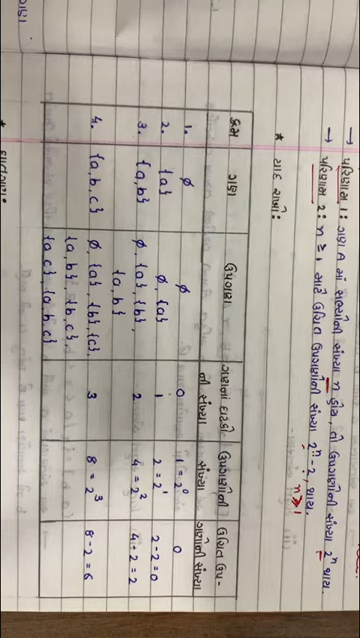 → પરિણામ 1: ગણ A માં સભ્યોની સંખ્યા n હોય, તો ઉપગણોની સંખ્યા 2ⁿ થાય.
→ પરિણામ 2: n ≥ 1 માટે ઉચિત ઉપગણોની સંખ્યા 2ⁿ-2, થાય.
n≥1
* યાદ રાખો:
ક્રમ ગણ ઉપગણ ગણના ઘટકોની સંખ્યા ઉપગણોની સંખ્યા ઉચિત ઉપ-ગણોની સંખ્યા
1. ϕ ϕ 0 1 = 2⁰ 0
2. {a} ϕ, {a} 1 2 = 2¹ 2-2=0
3. {a,b} ϕ, {a}, {b}, 2 4 = 2² 4-2=2
{a,b}
4. {a,b,c} ϕ, {a}, {b}, {c} 3 8 = 2³ 8-2=6
{a,b}, {b,c},
{a,c}, {a,b,c}